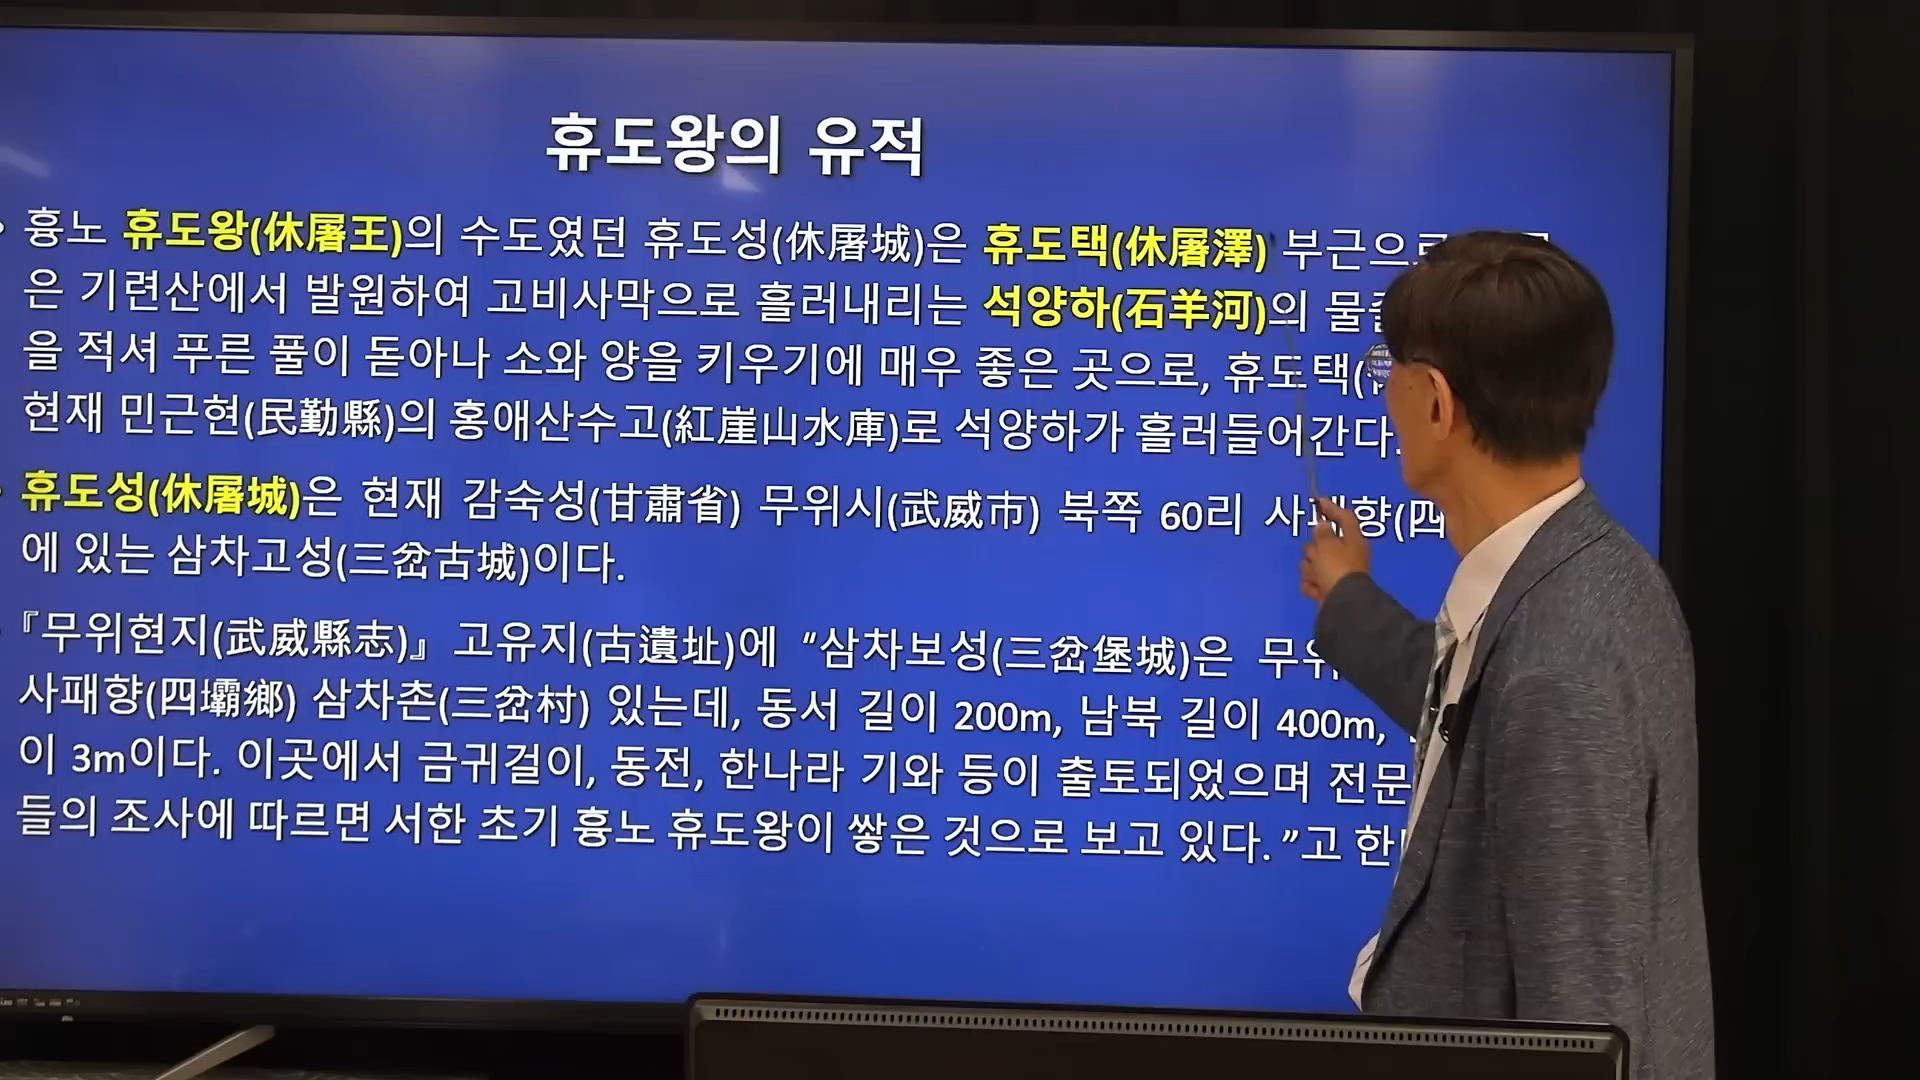 휴도왕의 유적
흉노 휴도왕(休屠王)의 수도였던 휴도성(休屠城)은 휴도택(休屠澤) 부근으로
은 기련산에서 발원하여 고비사막으로 흘러내리는 석양하(石羊河)의
을 적셔 푸른 풀이 돋아나 소와 양을 키우기에 매우 좋은 곳으로, 휴도택(
현재 민근현(民勤縣)의 홍애산수고(紅崖山水庫)로 석양하가 흘러들어간다.
휴도성(休屠城)은 현재 감숙성(甘肅省) 무위시(武威市) 북쪽 60리 사패향(四
에 있는 삼차고성(三岔古城)이다.
『무위현지(武威縣志)』 고유지(古遺址)에 “삼차보성(三岔堡城)은 무위
사패향(四壩鄉) 삼차촌(三岔村) 있는데, 동서 길이 200m, 남북 길이 400m,
이 3m이다. 이곳에서 금귀걸이, 동전, 한나라 기와 등이 출토되었으며 전문
들의 조사에 따르면 서한 초기 흉노 휴도왕이 쌓은 것으로 보고 있다.”고